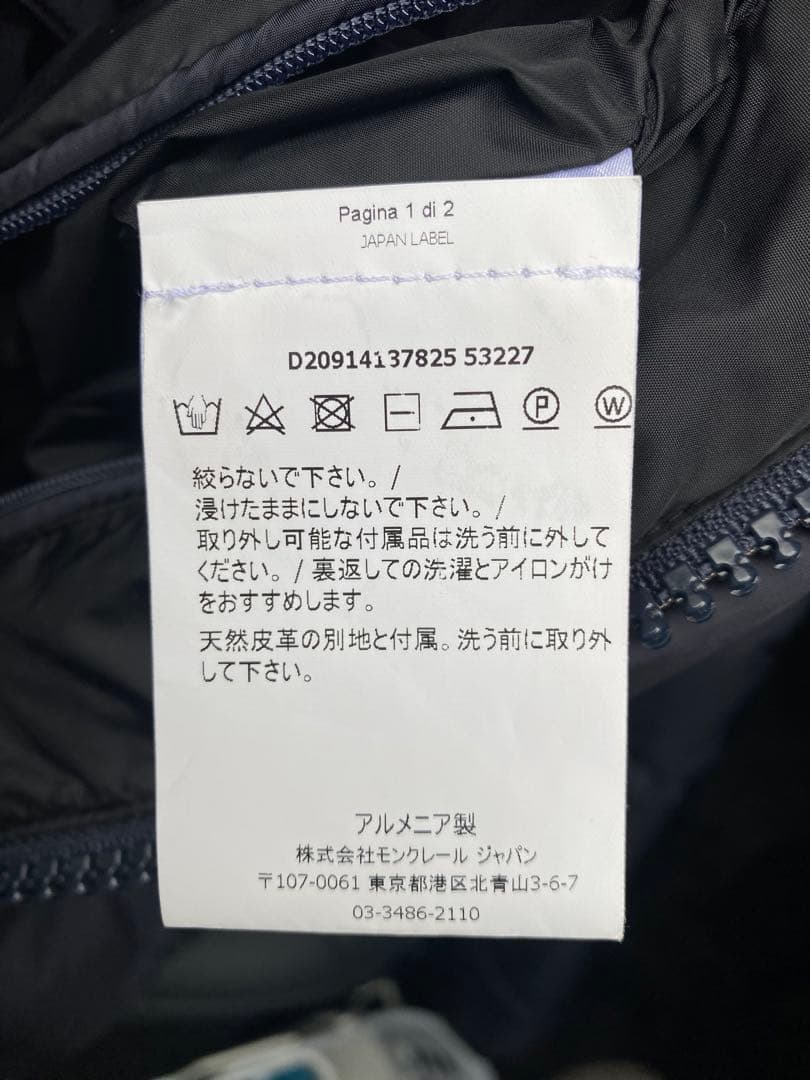 Pagina 1 di 2
JAPAN LABEL
D20914137825 53227
P W
絞らないで下さい。/
浸けたままにしないで下さい。/
取り外し可能な付属品は洗う前に外して
ください。/ 裏返しての洗濯とアイロンがけ
をおすすめします。
天然皮革の別地と付属。洗う前に取り外
して下さい。
アルメニア製
株式会社モンクレール ジャパン
〒107-0061 東京都港区北青山3-6-7
03-3486-2110